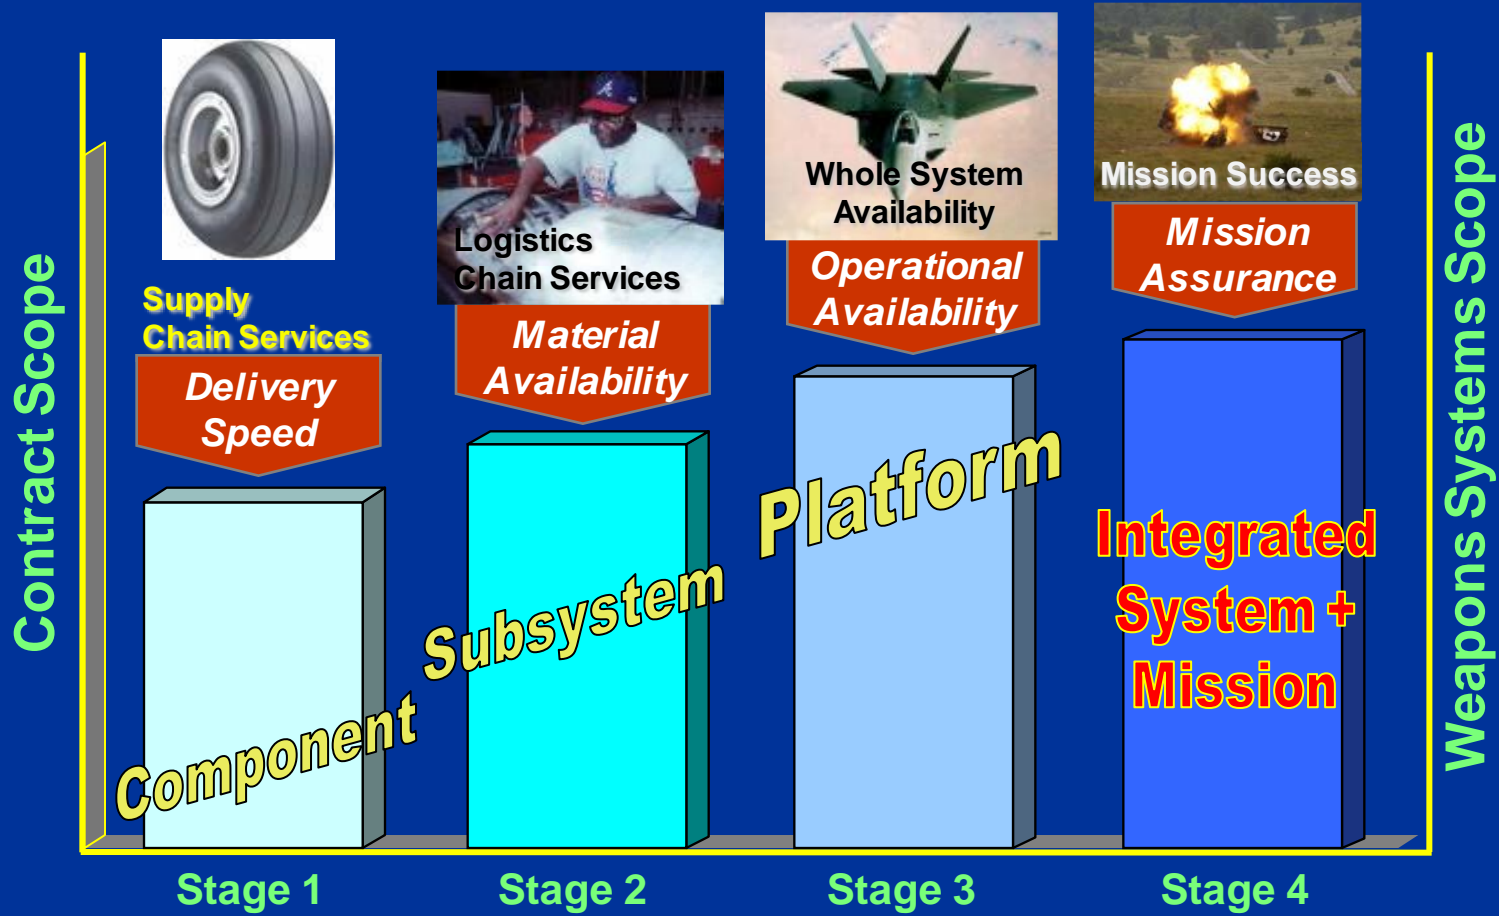 Contract Scope
Supply
Chain Services
Delivery
Speed
Component
Stage 1
Logistics
Chain Services
Material
Availability
Subsystem
Stage 2
Whole System
Availability
Operational
Availability
Platform
Stage 3
Mission Success
Mission
Assurance
Integrated
System +
Mission
Stage 4
Weapons Systems Scope